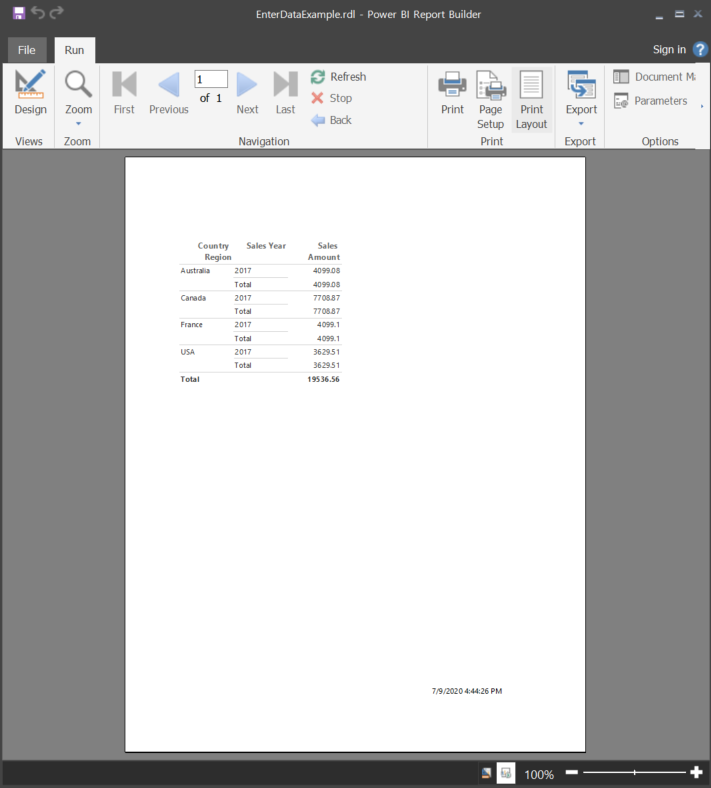 EnterDataExample.rdl - Power BI Report Builder
File Run Sign in ?
Design Zoom First Previous 1 of 1 Next Last Refresh Stop Back Print Page Setup Print Layout Export Parameters
Views Zoom Navigation Print Export Options
Country Region Sales Year Sales Amount
Australia 2017 4099.08
Total 4099.08
Canada 2017 7708.87
Total 7708.87
France 2017 4099.1
Total 4099.1
USA 2017 3629.51
Total 3629.51
Total 19536.56
7/9/2020 4:44:26 PM
100%